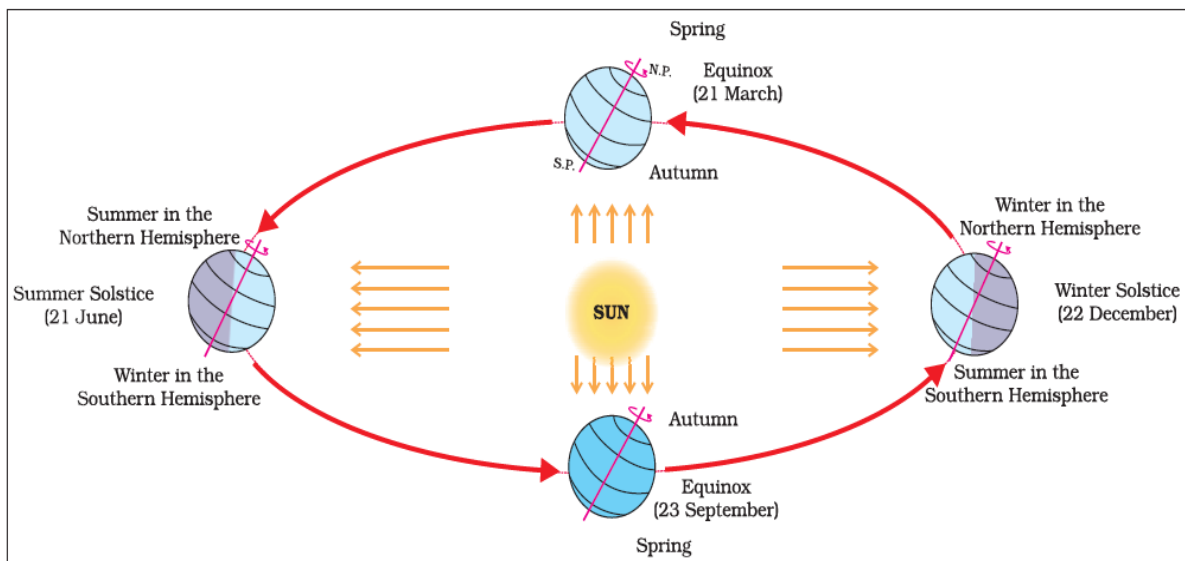 Spring
N.P.
Equinox
(21 March)
S.P.
Autumn
Summer in the
Northern Hemisphere
Winter in the
Northern Hemisphere
Summer Solstice
(21 June)
SUN
Winter Solstice
(22 December)
Winter in the
Southern Hemisphere
Summer in the
Southern Hemisphere
Autumn
Equinox
(23 September)
Spring